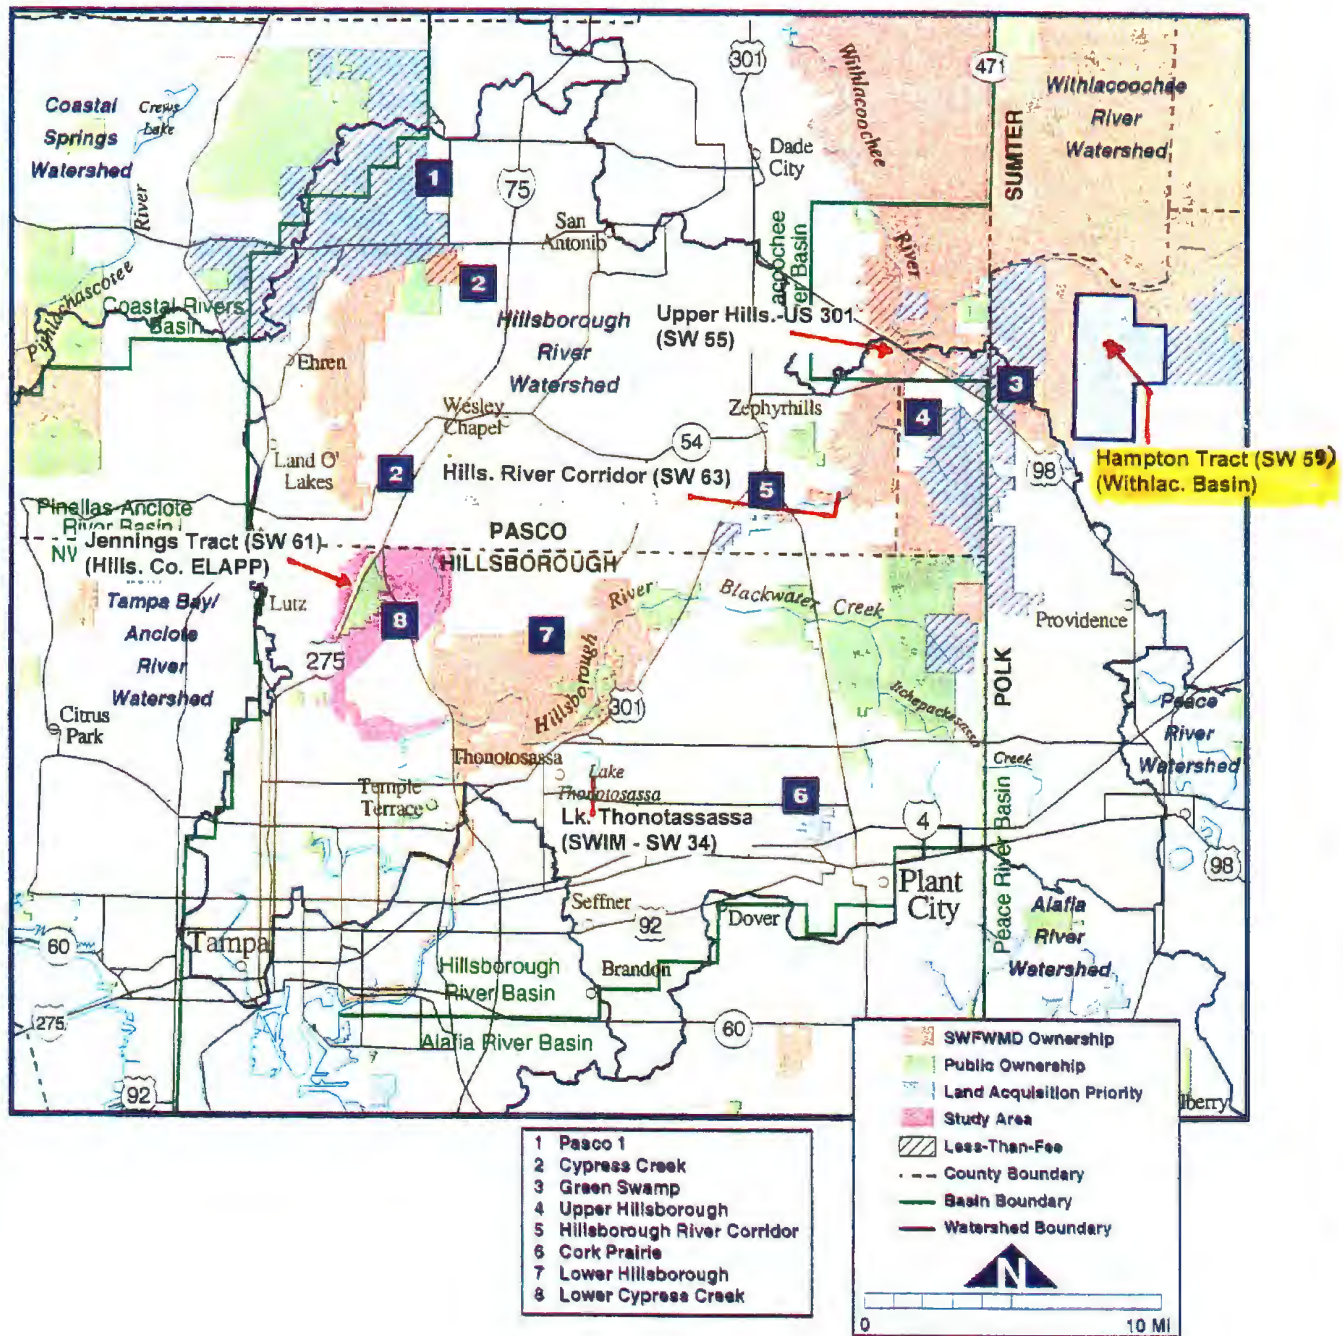 301
471
Withlacoochee
River
Withlacoochee
River
Watershed
SUMTER
Coastal
Springs
Watershed
Crews
Lake
River
Dade
City
1
75
San
Antonio
2
Pithlachascotee
Coastal Rivers
Basin
Hillsborough
River
Watershed
acoochee
er Basin
Upper Hills.-US 301
(SW 55)
3
4
Ehren
Wesley
Chapel
Zephyrhills
54
Land O'
Lakes
2
Hills. River Corridor (SW 63)
5
98
Hampton Tract (SW 59)
(Withlac. Basin)
Pinellas-Anclote
River Basin
NW
PASCO
HILLSBOROUGH
Jennings Tract (SW 61)
(Hills. Co. ELAPP)
Tampa Bay/
Anclote
River
Watershed
Lutz
8
7
River
Hillsborough
Blackwater Creek
Providence
POLK
275
301
Itchepackesassa
Creek
Peace
River
Watershed
Citrus
Park
Thonotosassa
Lake
Thonotosassa
Temple
Terrace
6
Lk. Thonotassassa
(SWIM - SW 34)
4
98
Peace River Basin
Plant
City
Seffner
92
Dover
Alafia
River
Watershed
60
Tampa
Hillsborough
River Basin
Brandon
275
Alafia River Basin
60
92
lberry
SWFWMD Ownership
Public Ownership
Land Acquisition Priority
Study Area
Less-Than-Fee
County Boundary
Basin Boundary
Watershed Boundary
N
0 10 MI
1 Pasco 1
2 Cypress Creek
3 Green Swamp
4 Upper Hillsborough
5 Hillsborough River Corridor
6 Cork Prairie
7 Lower Hillsborough
8 Lower Cypress Creek